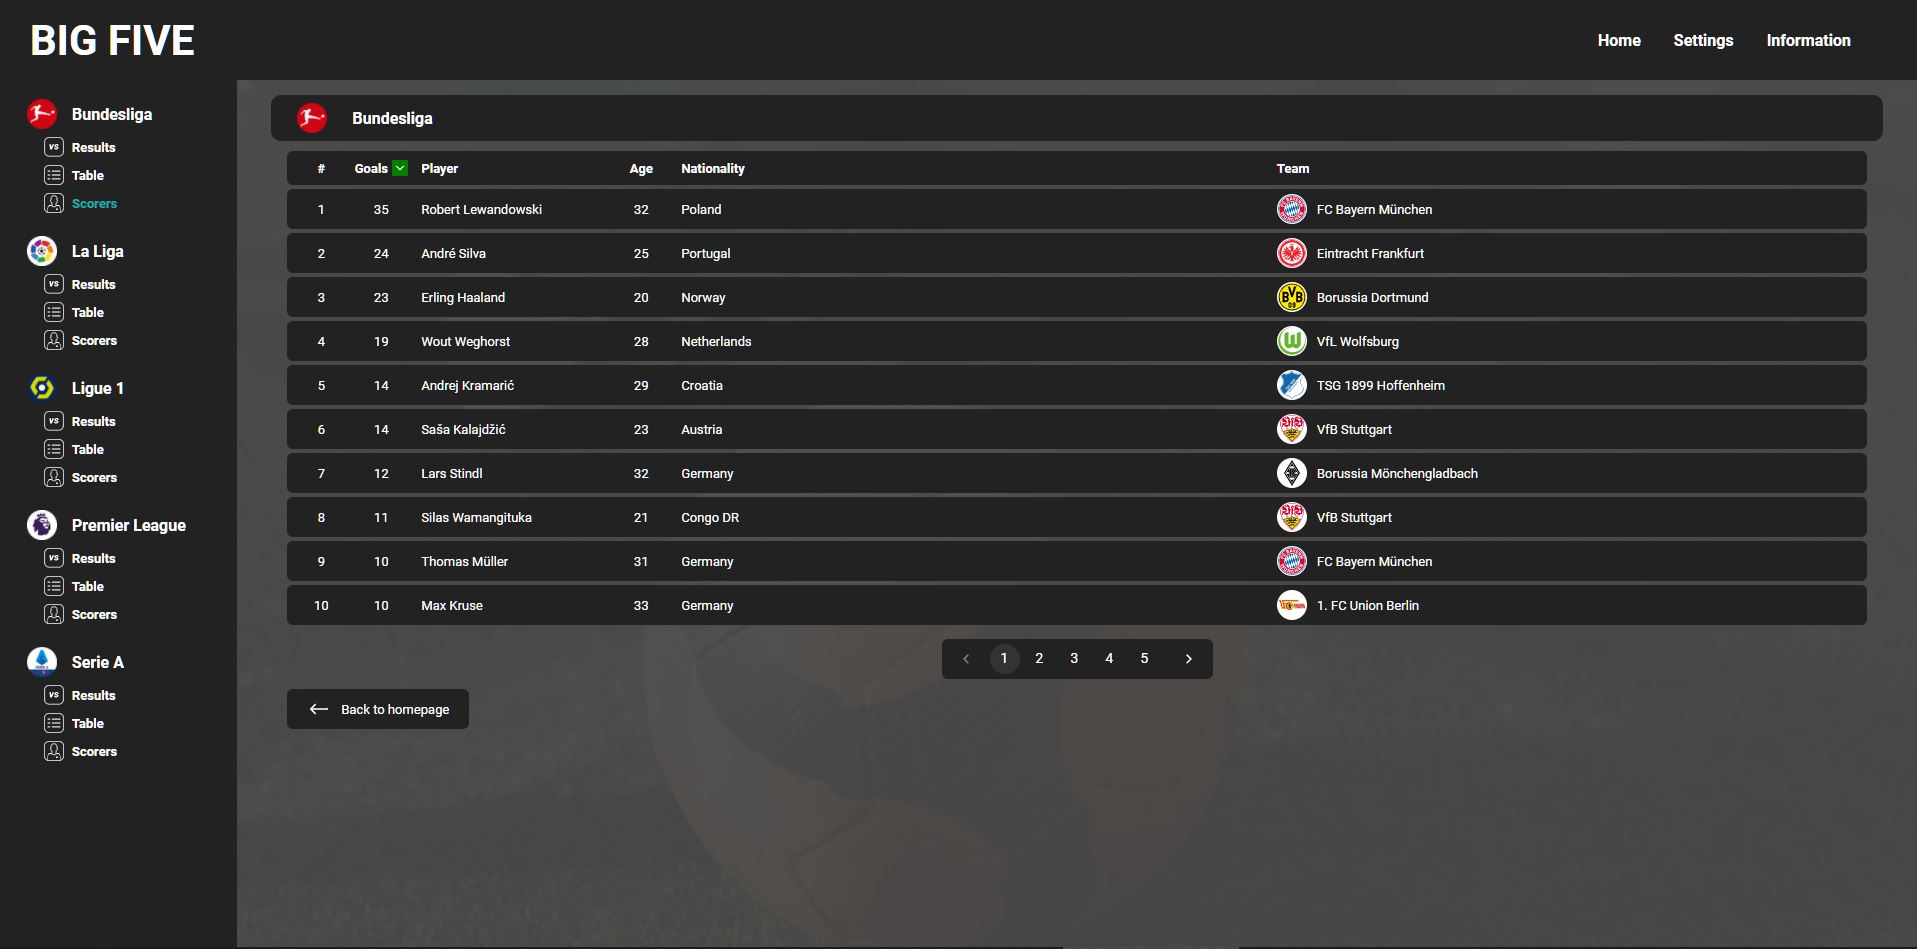 BIG FIVE
Home Settings Information
Bundesliga
Results
Table
Scorers
La Liga
Results
Table
Scorers
Ligue 1
Results
Table
Scorers
Premier League
Results
Table
Scorers
Serie A
Results
Table
Scorers
Bundesliga
# Goals Player Age Nationality Team
1 35 Robert Lewandowski 32 Poland FC Bayern München
2 24 André Silva 25 Portugal Eintracht Frankfurt
3 23 Erling Haaland 20 Norway Borussia Dortmund
4 19 Wout Weghorst 28 Netherlands VfL Wolfsburg
5 14 Andrej Kramarić 29 Croatia TSG 1899 Hoffenheim
6 14 Saša Kalajdžić 23 Austria VfB Stuttgart
7 12 Lars Stindl 32 Germany Borussia Mönchengladbach
8 11 Silas Wamangituka 21 Congo DR VfB Stuttgart
9 10 Thomas Müller 31 Germany FC Bayern München
10 10 Max Kruse 33 Germany 1. FC Union Berlin
1 2 3 4 5
Back to homepage